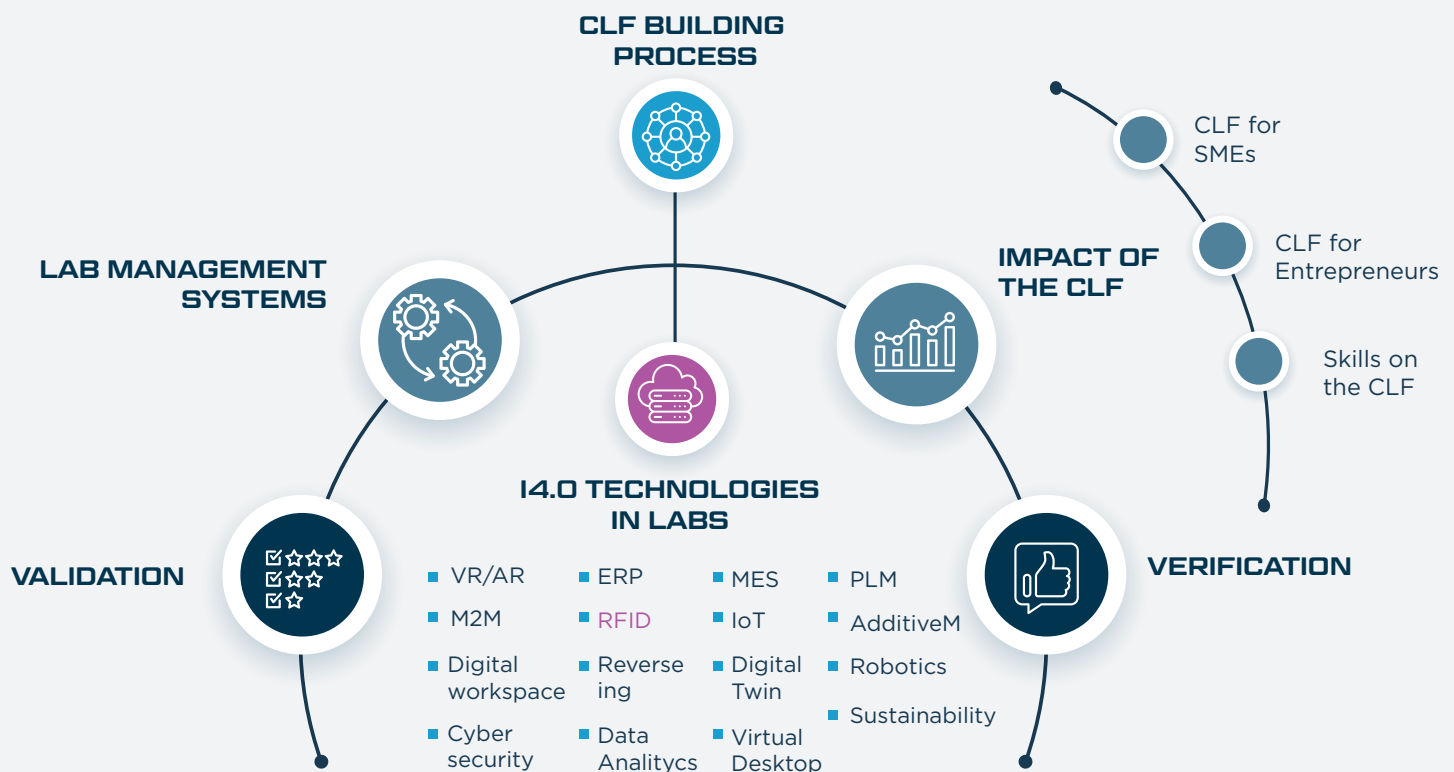 CLF BUILDING
PROCESS
CLF for
SMEs
LAB MANAGEMENT
SYSTEMS
IMPACT OF
THE CLF
CLF for
Entrepreneurs
Skills on
the CLF
I4.0 TECHNOLOGIES
IN LABS
VALIDATION
VERIFICATION
VR/AR
M2M
Digital
workspace
Cyber
security
ERP
RFID
Reverse
ing
Data
Analitycs
MES
IoT
Digital
Twin
Virtual
Desktop
PLM
AdditiveM
Robotics
Sustainability